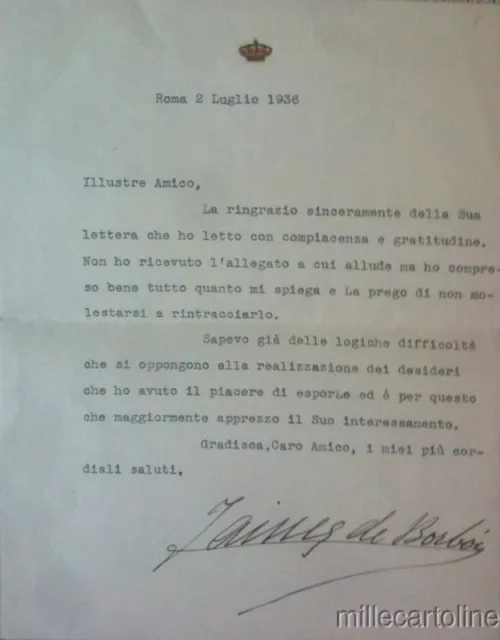 Roma 2 Luglio 1936
Illustre Amico,
La ringrazio sinceramente della Sua
lettera che ho letto con compiacenza e gratitudine.
Non ho ricevuto l'allegato a cui allude ma ho compre-
so bene tutto quanto mi spiega e La prego di non mo-
lestarsi a rintracciarlo.
Sapevo già delle logiche difficoltà
che si oppongono alla realizzazione dei desideri
che ho avuto il piacere di esporLe ed é per questo
che maggiormente apprezzo il Suo interessamento.
Gradisca,Caro Amico, i miei più cor-
diali saluti.
Jaime de Borbón
millecartoline